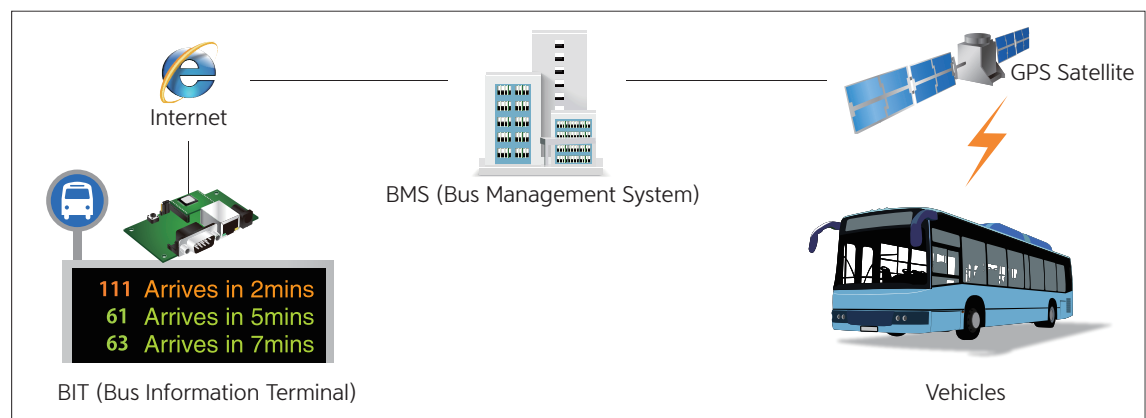 Internet
GPS Satellite
BMS (Bus Management System)
111 Arrives in 2mins
61 Arrives in 5mins
63 Arrives in 7mins
BIT (Bus Information Terminal)
Vehicles